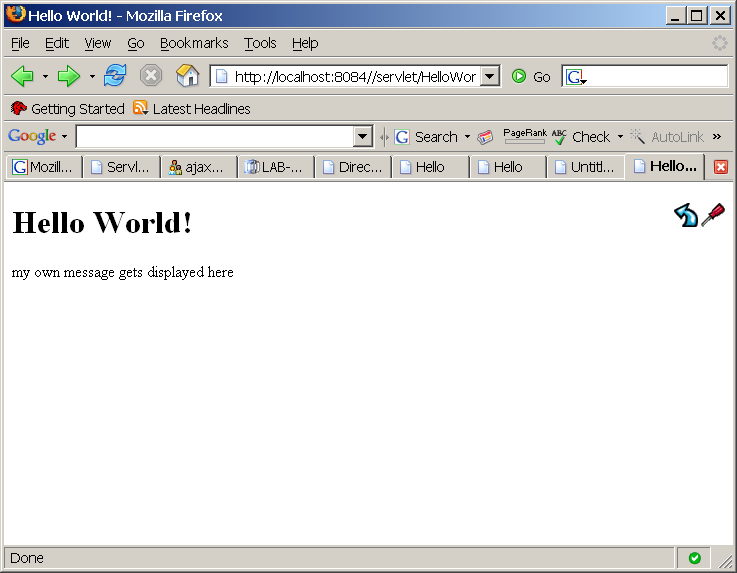 Hello World! - Mozilla Firefox
File Edit View Go Bookmarks Tools Help
http://localhost:8084//servlet/HelloWor Go G
Getting Started Latest Headlines
Google G Search PageRank ABC Check AutoLink »
G Mozill... Servl... ajax... LAB-... Direc... Hello Hello Untitl... Hello...
Hello World!
my own message gets displayed here
Done